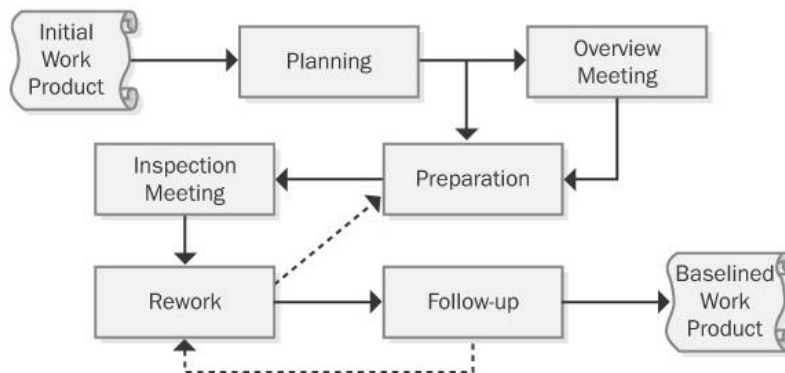 Initial
Work
Product
Planning
Overview
Meeting
Inspection
Meeting
Preparation
Rework
Follow-up
Baselined
Work
Product